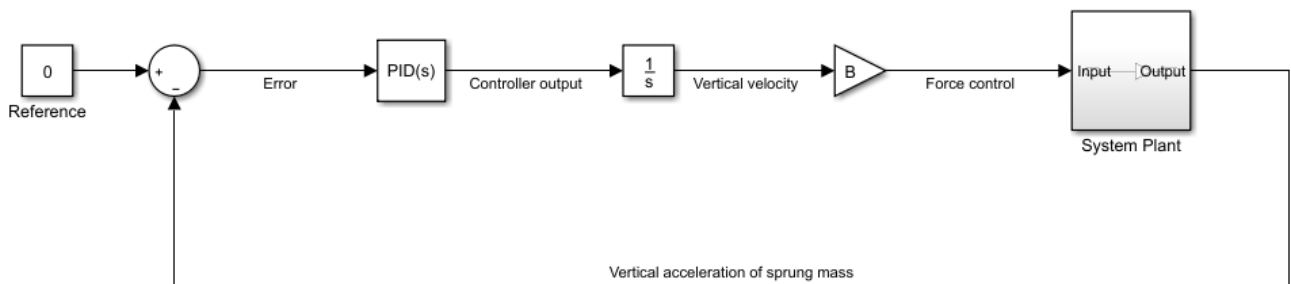 0
Reference
+
−
Error
PID(s)
Controller output
1
s
Vertical velocity
B
Force control
Input
Output
System Plant
Vertical acceleration of sprung mass